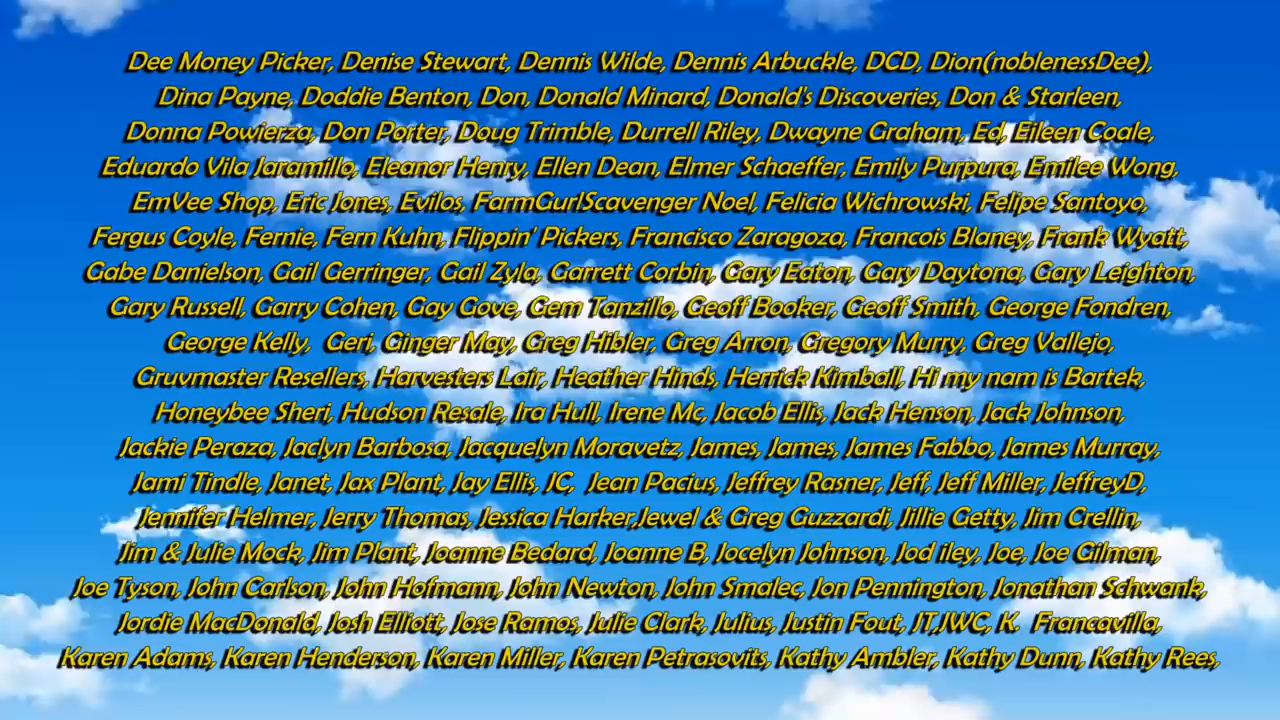 Dee Money Picker, Denise Stewart, Dennis Wilde, Dennis Arbuckle, DCD, Dion(noblenessDee),
Dina Payne, Doddie Benton, Don, Donald Minard, Donald's Discoveries, Don & Starleen,
Donna Powierza, Don Porter, Doug Trimble, Durrell Riley, Dwayne Graham, Ed, Eileen Coale,
Eduardo Vila Jaramillo, Eleanor Henry, Ellen Dean, Elmer Schaeffer, Emily Purpura, Emilee Wong,
EmVee Shop, Eric Jones, Evilos, FarmGurlScavenger Noel, Felicia Wichrowski, Felipe Santoyo,
Fergus Coyle, Fernie, Fern Kuhn, Flippin' Pickers, Francisco Zaragoza, Francois Blaney, Frank Wyatt,
Gabe Danielson, Gail Gerringer, Gail Zyla, Garrett Corbin, Gary Eaton, Gary Daytona, Gary Leighton,
Gary Russell, Garry Cohen, Gay Gove, Gem Tanzillo, Geoff Booker, Geoff Smith, George Fondren,
George Kelly,  Geri, Ginger May, Greg Hibler, Greg Arron, Gregory Murry, Greg Vallejo,
Gruvmaster Resellers, Harvesters Lair, Heather Hinds, Herrick Kimball, Hi my nam is Bartek,
Honeybee Sheri, Hudson Resale, Ira Hull, Irene Mc, Jacob Ellis, Jack Henson, Jack Johnson,
Jackie Peraza, Jaclyn Barbosa, Jacquelyn Moravetz, James, James, James Fabbo, James Murray,
Jami Tindle, Janet, Jax Plant, Jay Ellis, JC,  Jean Pacius, Jeffrey Rasner, Jeff, Jeff Miller, JeffreyD,
Jennifer Helmer, Jerry Thomas, Jessica Harker,Jewel & Greg Guzzardi, Jillie Getty, Jim Crellin,
Jim & Julie Mock, Jim Plant, Joanne Bedard, Joanne B, Jocelyn Johnson, Jod iley, Joe, Joe Gilman,
Joe Tyson, John Carlson, John Hofmann, John Newton, John Smalec, Jon Pennington, Jonathan Schwank,
Jordie MacDonald, Josh Elliott, Jose Ramos, Julie Clark, Julius, Justin Fout, JT,JWC, K.  Francavilla,
Karen Adams, Karen Henderson, Karen Miller, Karen Petrasovits, Kathy Ambler, Kathy Dunn, Kathy Rees,